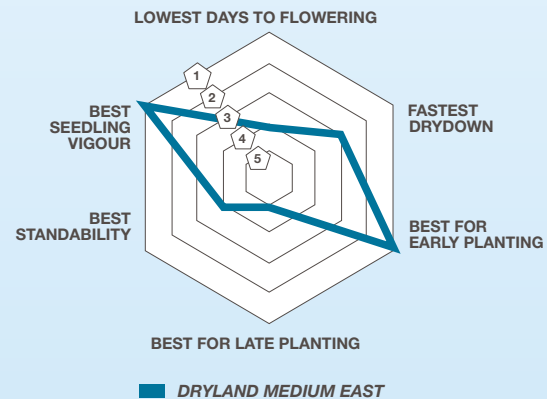 LOWEST DAYS TO FLOWERING
1
2
3
4
5
BEST
SEEDLING
VIGOUR
FASTEST
DRYDOWN
BEST
STANDABILITY
BEST FOR
EARLY PLANTING
BEST FOR LATE PLANTING
DRYLAND MEDIUM EAST